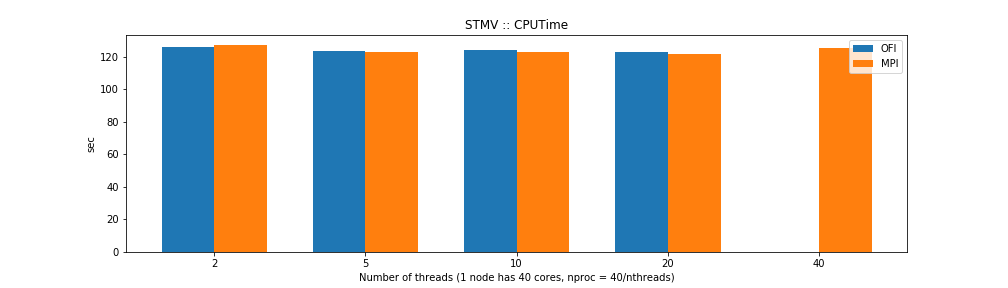 STMV :: CPUTime
OFI
MPI
120
100
80
60
40
20
0
sec
2 5 10 20 40
Number of threads (1 node has 40 cores, nproc = 40/nthreads)